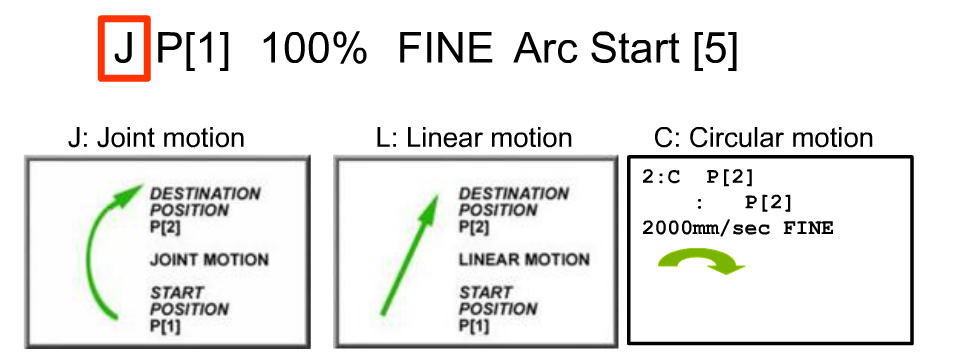 J P[1] 100% FINE Arc Start [5]
J: Joint motion
DESTINATION
POSITION
P[2]
JOINT MOTION
START
POSITION
P[1]
L: Linear motion
DESTINATION
POSITION
P[2]
LINEAR MOTION
START
POSITION
P[1]
C: Circular motion
2:C P[2]
: P[2]
2000mm/sec FINE